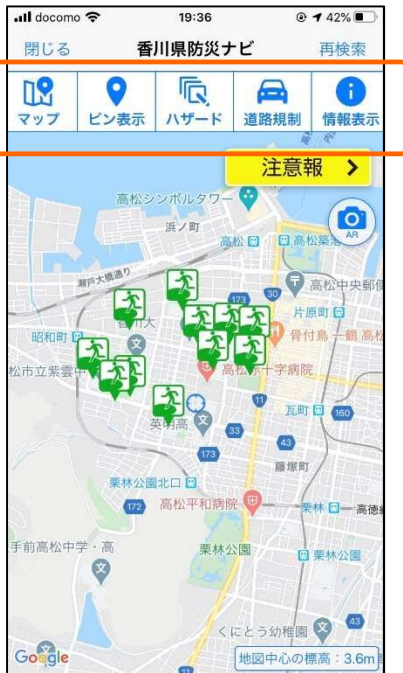 docomo 19:36 42%
閉じる 香川県防災ナビ 再検索
マップ ピン表示 ハザード 道路規制 情報表示
注意報
AR
高松シンボルタワー
浜ノ町
高松 高松築港
瀬戸大橋通り
高松中央郵便
173 30
片原町
香川大
骨付鳥 一鶴 高松
昭和町
松市立紫雲中
高松赤十字病院
11
瓦町 160
英明高
33
43
173
藤塚町
栗林公園北口
172
高松平和病院
栗林 高徳線
手前高松中学・高
栗林公園
栗林公園
くにとう幼稚園
43
Google
11
地図中心の標高：3.6m